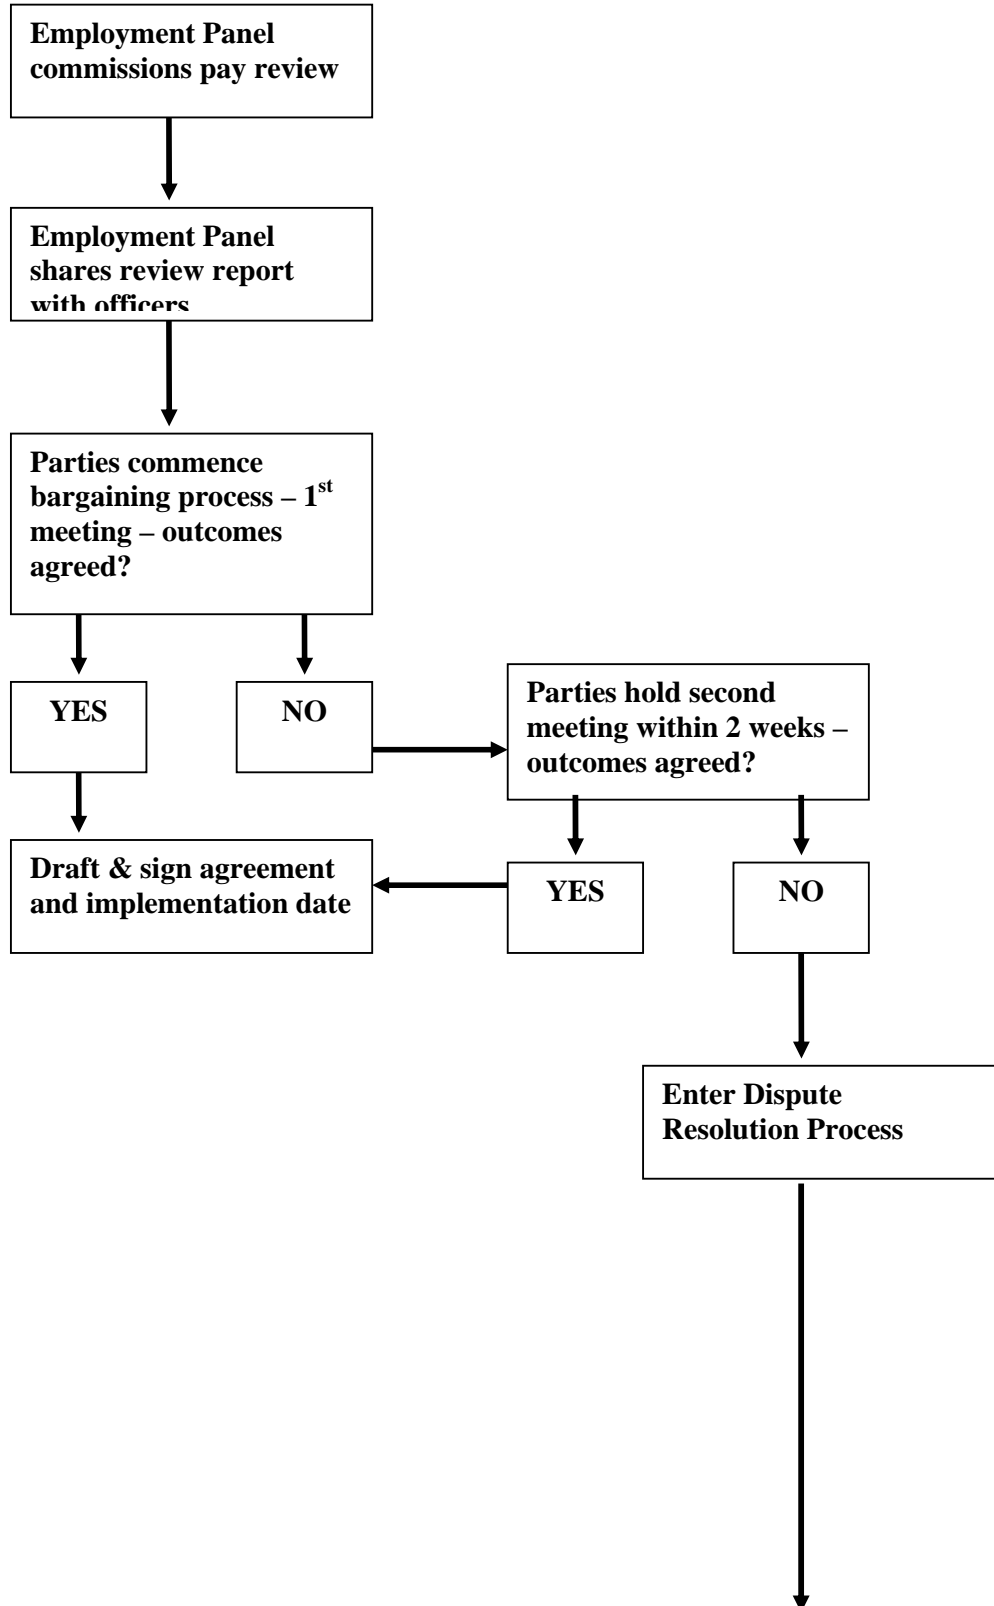 Employment Panel
commissions pay review
Employment Panel
shares review report
with officers
Parties commence
bargaining process – 1st
meeting – outcomes
agreed?
YES
NO
Parties hold second
meeting within 2 weeks –
outcomes agreed?
Draft & sign agreement
and implementation date
YES
NO
Enter Dispute
Resolution Process